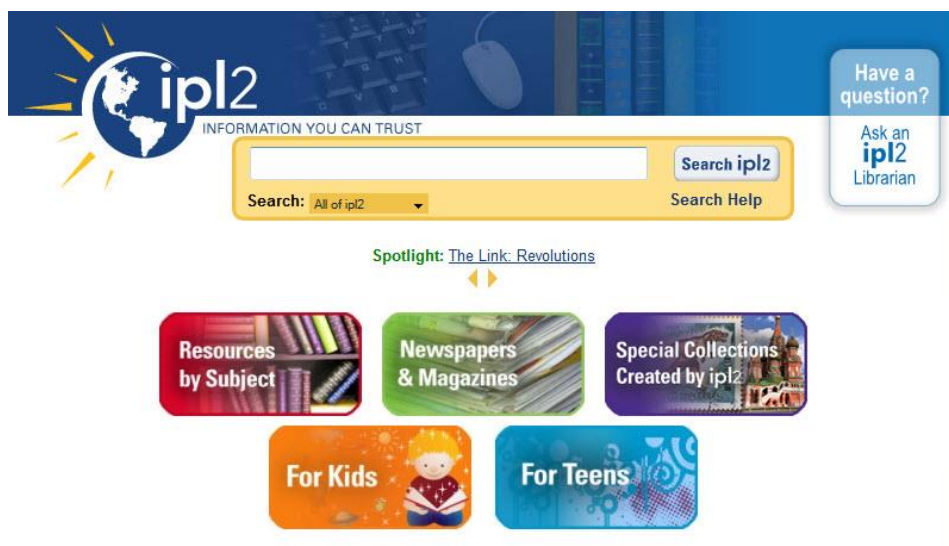 ipl2
INFORMATION YOU CAN TRUST
Have a
question?
Ask an
ipl2
Librarian
Search ipl2
Search: All of ipl2
Search Help
Spotlight: The Link: Revolutions
Resources
by Subject
Newspapers
& Magazines
Special Collections
Created by ipl2
For Kids
For Teens